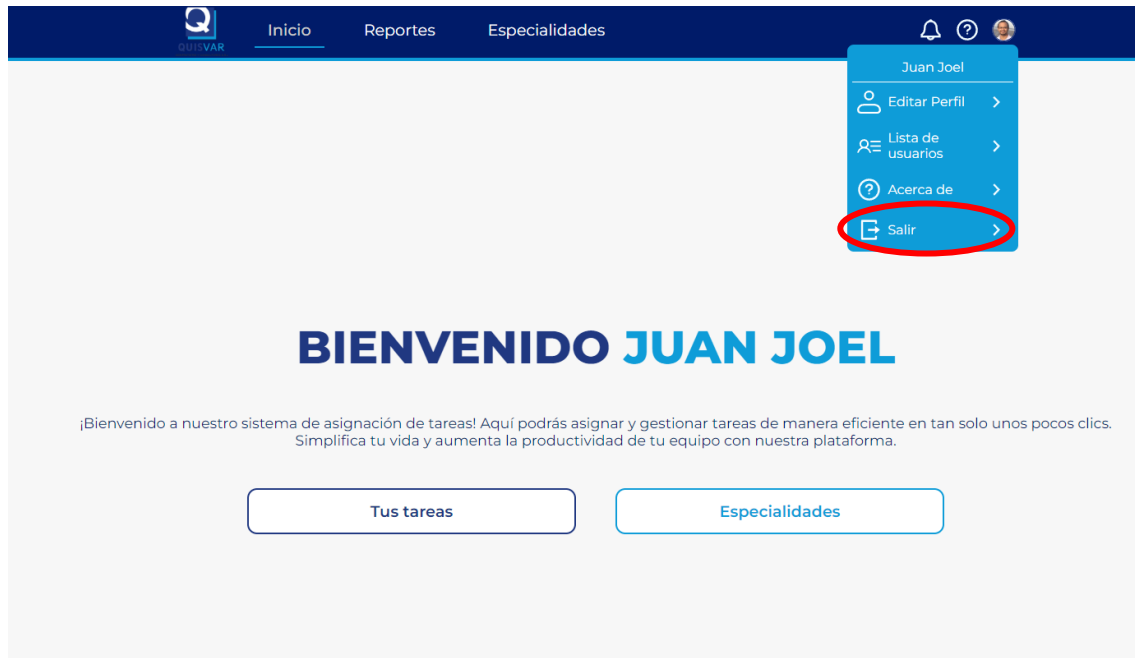 QUISVAR
Inicio
Reportes
Especialidades
Juan Joel
Editar Perfil
Lista de
usuarios
Acerca de
Salir
BIENVENIDO JUAN JOEL
¡Bienvenido a nuestro sistema de asignación de tareas! Aquí podrás asignar y gestionar tareas de manera eficiente en tan solo unos pocos clics.
Simplifica tu vida y aumenta la productividad de tu equipo con nuestra plataforma.
Tus tareas
Especialidades